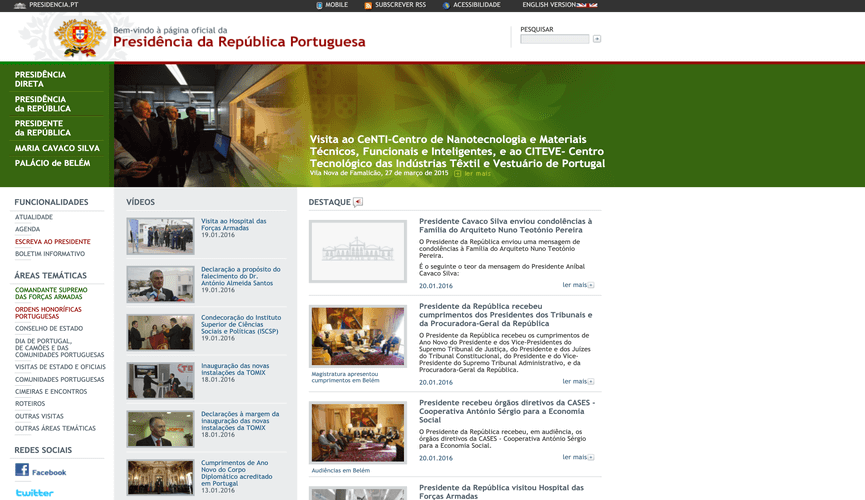 PRESIDENCIA.PT
MOBILE
SUBSCREVER RSS
ACESSIBILIDADE
ENGLISH VERSION
Bem-vindo à página oficial da
Presidência da República Portuguesa
PESQUISAR
PRESIDÊNCIA
DIRETA
PRESIDÊNCIA
da REPÚBLICA
PRESIDENTE
da REPÚBLICA
MARIA CAVACO SILVA
PALÁCIO de BELÉM
Visita ao CeNTI-Centro de Nanotecnologia e Materiais
Técnicos, Funcionais e Inteligentes, e ao CITEVE- Centro
Tecnológico das Indústrias Têxtil e Vestuário de Portugal
Vila Nova de Famalicão, 27 de março de 2015 ler mais
FUNCIONALIDADES
ATUALIDADE
AGENDA
ESCREVA AO PRESIDENTE
BOLETIM INFORMATIVO
ÁREAS TEMÁTICAS
COMANDANTE SUPREMO
DAS FORÇAS ARMADAS
ORDENS HONORÍFICAS
PORTUGUESAS
CONSELHO DE ESTADO
DIA DE PORTUGAL,
DE CAMÕES E DAS
COMUNIDADES PORTUGUESAS
VISITAS DE ESTADO E OFICIAIS
COMUNIDADES PORTUGUESAS
CIMEIRAS E ENCONTROS
ROTEIROS
OUTRAS VISITAS
OUTRAS ÁREAS TEMÁTICAS
REDES SOCIAIS
Facebook
twitter
VÍDEOS
Visita ao Hospital das
Forças Armadas
19.01.2016
Declaração a propósito do
falecimento do Dr.
António Almeida Santos
19.01.2016
Condecoração do Instituto
Superior de Ciências
Sociais e Políticas (ISCSP)
19.01.2016
Inauguração das novas
instalações da TOMIX
18.01.2016
Declarações à margem da
inauguração das novas
instalações da TOMIX
18.01.2016
Cumprimentos de Ano
Novo do Corpo
Diplomático acreditado
em Portugal
13.01.2016
DESTAQUE
Presidente Cavaco Silva enviou condolências à
Família do Arquiteto Nuno Teotónio Pereira
O Presidente da República enviou uma mensagem de
condolências à Família do Arquiteto Nuno Teotónio
Pereira.
É o seguinte o teor da mensagem do Presidente Aníbal
Cavaco Silva:
20.01.2016 ler mais
Presidente da República recebeu
cumprimentos dos Presidentes dos Tribunais e
da Procuradora-Geral da República
O Presidente da República recebeu os cumprimentos de
Ano Novo do Presidente e dos Vice-Presidentes do
Supremo Tribunal de Justiça, do Presidente e dos Juízes
do Tribunal Constitucional, do Presidente e do Vice-
Presidente do Supremo Tribunal Administrativo, e da
Procuradora-Geral da República.
Magistratura apresentou
cumprimentos em Belém
20.01.2016 ler mais
Presidente recebeu órgãos diretivos da CASES -
Cooperativa António Sérgio para a Economia
Social
O Presidente da República recebeu, em audiência, os
órgãos diretivos da CASES - Cooperativa António Sérgio
para a Economia Social.
20.01.2016 ler mais
Audiências em Belém
Presidente da República visitou Hospital das
Forças Armadas